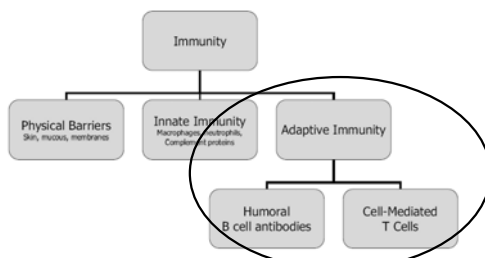 Immunity
Physical Barriers
Skin, mucous, membranes
Innate Immunity
Macrophages, neutrophils,
Complement proteins
Adaptive Immunity
Humoral
B cell antibodies
Cell-Mediated
T Cells